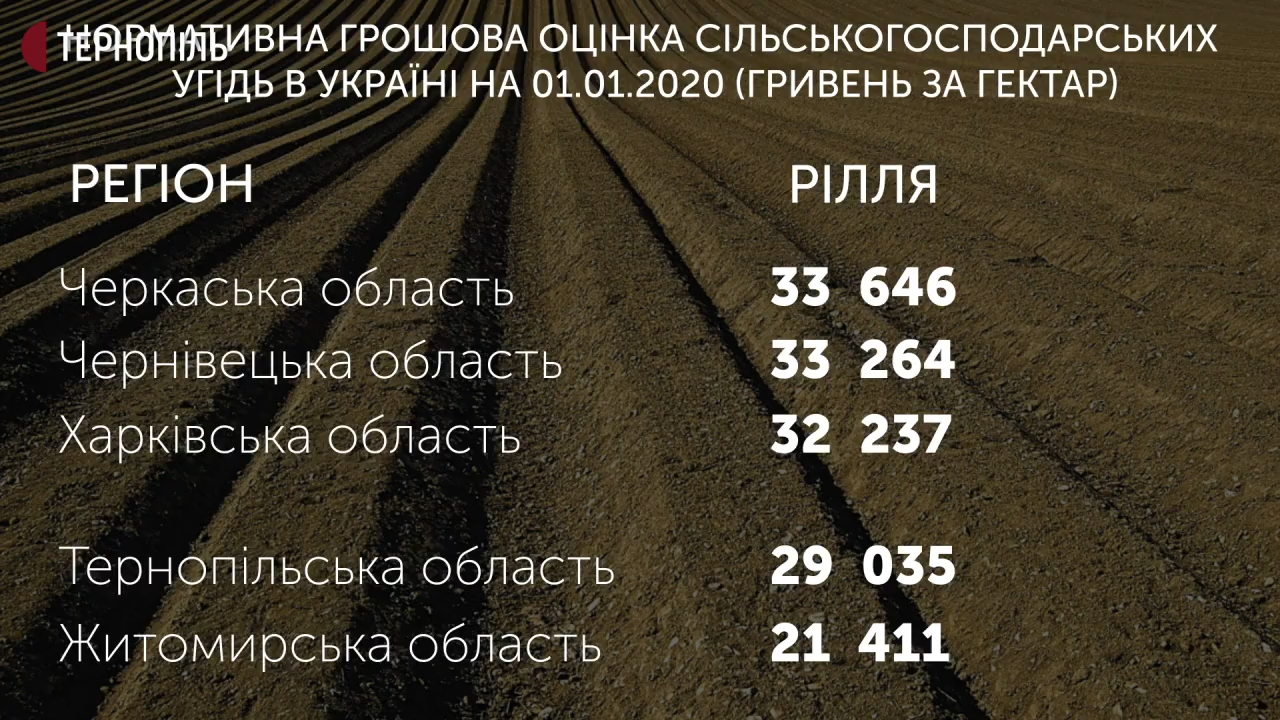 ТЕРНОПІЛЬ
НОРМАТИВНА ГРОШОВА ОЦІНКА СІЛЬСЬКОГОСПОДАРСЬКИХ
УГІДЬ В УКРАЇНІ НА 01.01.2020 (ГРИВЕНЬ ЗА ГЕКТАР)
РЕГІОН РІЛЛЯ
Черкаська область 33 646
Чернівецька область 33 264
Харківська область 32 237
Тернопільська область 29 035
Житомирська область 21 411